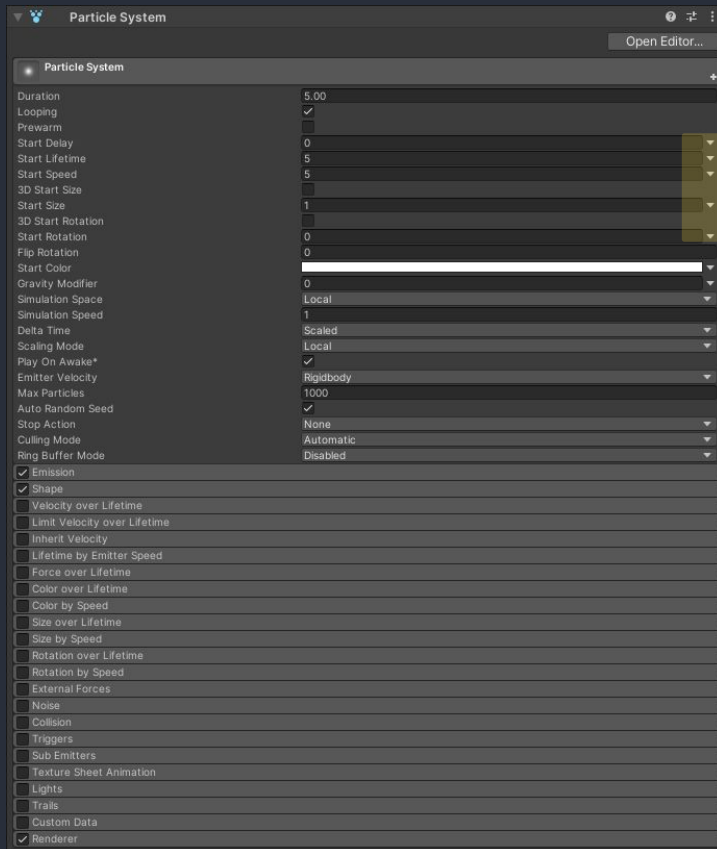 Particle System
Open Editor...
Particle System
Duration 5.00
Looping
Prewarm
Start Delay 0
Start Lifetime 5
Start Speed 5
3D Start Size
Start Size 1
3D Start Rotation
Start Rotation 0
Flip Rotation 0
Start Color
Gravity Modifier 0
Simulation Space Local
Simulation Speed 1
Delta Time Scaled
Scaling Mode Local
Play On Awake*
Emitter Velocity Rigidbody
Max Particles 1000
Auto Random Seed
Stop Action None
Culling Mode Automatic
Ring Buffer Mode Disabled
Emission
Shape
Velocity over Lifetime
Limit Velocity over Lifetime
Inherit Velocity
Lifetime by Emitter Speed
Force over Lifetime
Color over Lifetime
Color by Speed
Size over Lifetime
Size by Speed
Rotation over Lifetime
Rotation by Speed
External Forces
Noise
Collision
Triggers
Sub Emitters
Texture Sheet Animation
Lights
Trails
Custom Data
Renderer